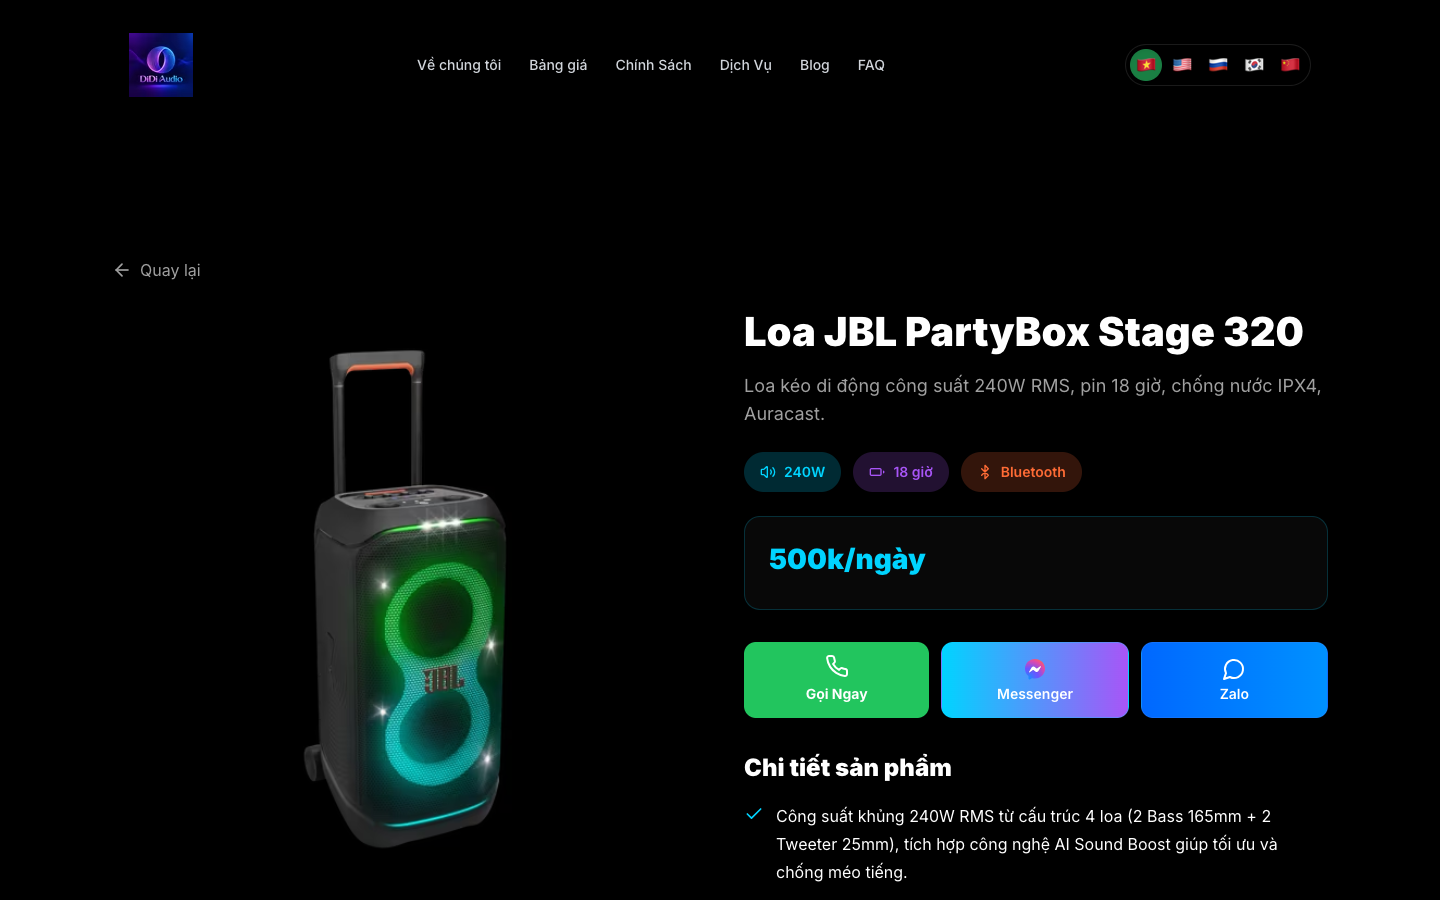 DiDi Audio
Về chúng tôi
Bảng giá
Chính Sách
Dịch Vụ
Blog
FAQ
Quay lại
Loa JBL PartyBox Stage 320
Loa kéo di động công suất 240W RMS, pin 18 giờ, chống nước IPX4,
Auracast.
240W
18 giờ
Bluetooth
500k/ngày
JBL
Gọi Ngay
Messenger
Zalo
Chi tiết sản phẩm
Công suất khủng 240W RMS từ cấu trúc 4 loa (2 Bass 165mm + 2
Tweeter 25mm), tích hợp công nghệ AI Sound Boost giúp tối ưu và
chống méo tiếng.